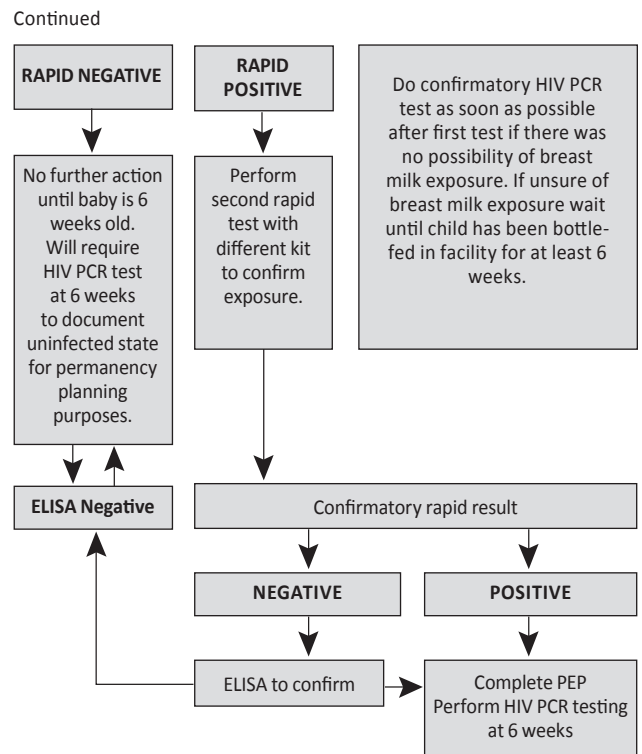 Continued
RAPID NEGATIVE
RAPID
POSITIVE
Do confirmatory HIV PCR
test as soon as possible
after first test if there was
no possibility of breast
milk exposure. If unsure of
breast milk exposure wait
until child has been bottle-
fed in facility for at least 6
weeks.
No further action
until baby is 6
weeks old.
Will require
HIV PCR test
at 6 weeks
to document
uninfected state
for permanency
planning
purposes.
Perform
second rapid
test with
different kit
to confirm
exposure.
ELISA Negative
Confirmatory rapid result
NEGATIVE
POSITIVE
ELISA to confirm
Complete PEP
Perform HIV PCR testing
at 6 weeks